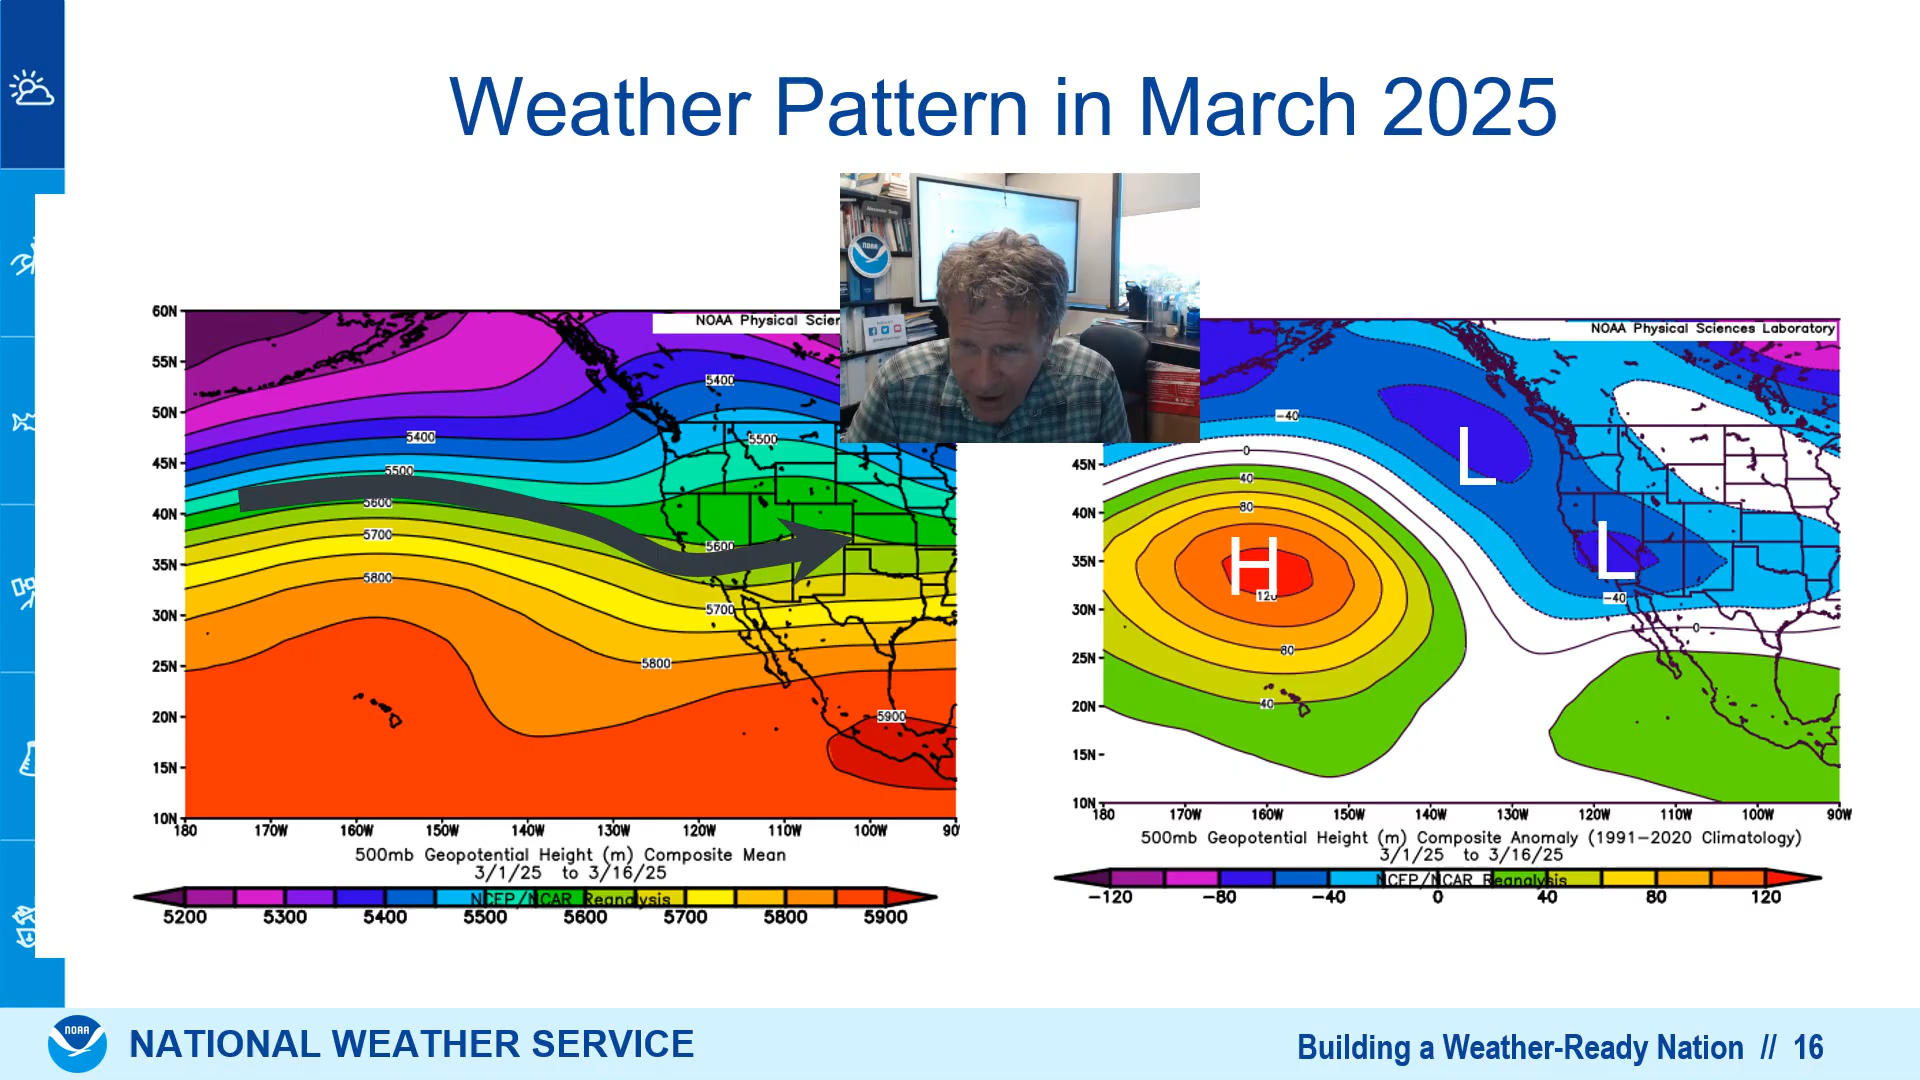 Weather Pattern in March 2025
NOAA
60N
55N
50N
45N
40N
35N
30N
25N
20N
15N
10N
NOAA Physical Scien
5400
5400
5500
5500
5600
5600
5700
5700
5800
5800
5900
180
170W
160W
150W
140W
130W
120W
110W
100W
90
500mb Geopotential Height (m) Composite Mean
3/1/25 to 3/16/25
NCEP/NCAR Reanalysis
5200
5300
5400
5500
5600
5700
5800
5900
NOAA Physical Sciences Laboratory
45N
40N
35N
30N
25N
20N
15N
10N
-40
0
40
80
H
120
80
40
L
L
-40
0
180
170W
160W
150W
140W
130W
120W
110W
100W
90W
500mb Geopotential Height (m) Composite Anomaly (1991-2020 Climatology)
3/1/25 to 3/16/25
NCEP/NCAR Reanalysis
-120
-80
-40
0
40
80
120
NOAA
NATIONAL WEATHER SERVICE
Building a Weather-Ready Nation // 16